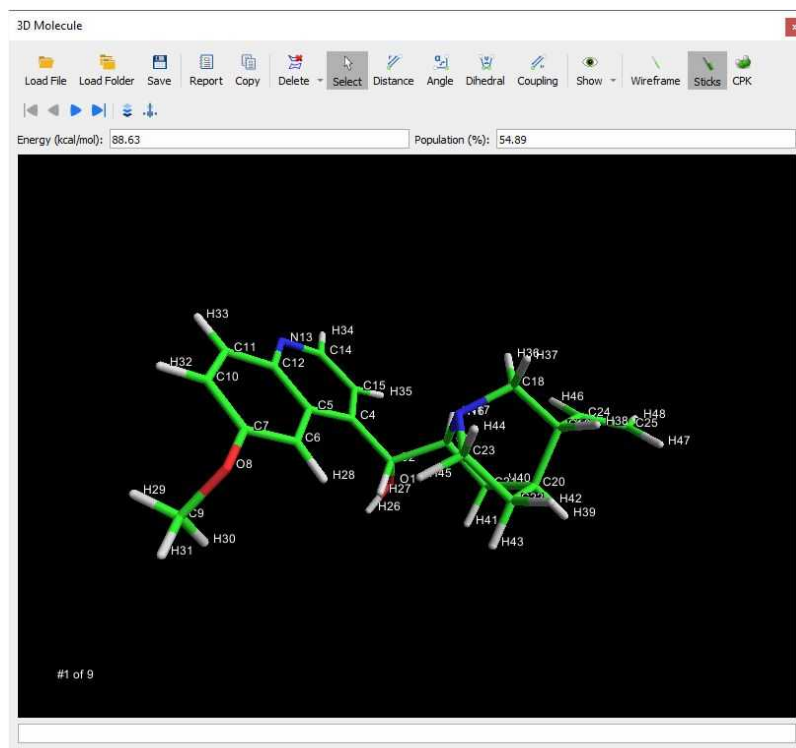 3D Molecule
x
Load File Load Folder Save Report Copy Delete Select Distance Angle Dihedral Coupling Show Wireframe Sticks CPK
Energy (kcal/mol): 88.63 Population (%): 54.89
H33
N13 H34
C11 C14
H32 C12
H36 H37
C10 C15 H35 C18
C5 C4 H46 C24 H48
C7 H44 H38 C25
C6 H47
O8 H28 C23
H45 H40 C20
H29 H27 O1
H26 H42
C9 H39
H30 H41
H31 H43
#1 of 9